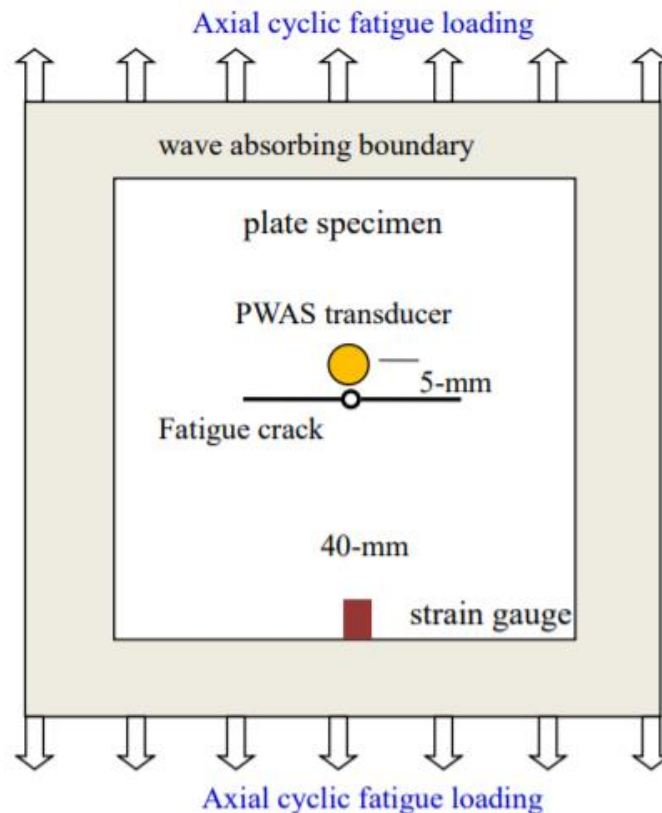 Axial cyclic fatigue loading
wave absorbing boundary
plate specimen
PWAS transducer
5-mm
Fatigue crack
40-mm
strain gauge
Axial cyclic fatigue loading